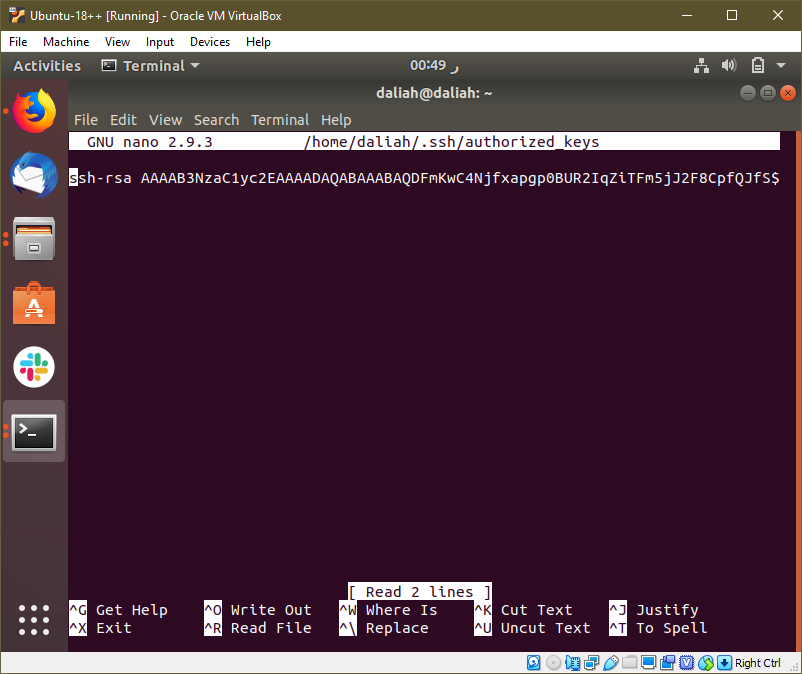 Ubuntu-18++ [Running] - Oracle VM VirtualBox
File Machine View Input Devices Help
Activities Terminal 00:49 ر
daliah@daliah: ~
File Edit View Search Terminal Help
GNU nano 2.9.3 /home/daliah/.ssh/authorized_keys
ssh-rsa AAAAB3NzaC1yc2EAAAADAQABAAABAQDFmKwC4Njfxapgp0BUR2IqZiTFm5jJ2F8CpfQJfS$
[ Read 2 lines ]
^G Get Help ^O Write Out ^W Where Is ^K Cut Text ^J Justify
^X Exit ^R Read File ^\ Replace ^U Uncut Text ^T To Spell
Right Ctrl